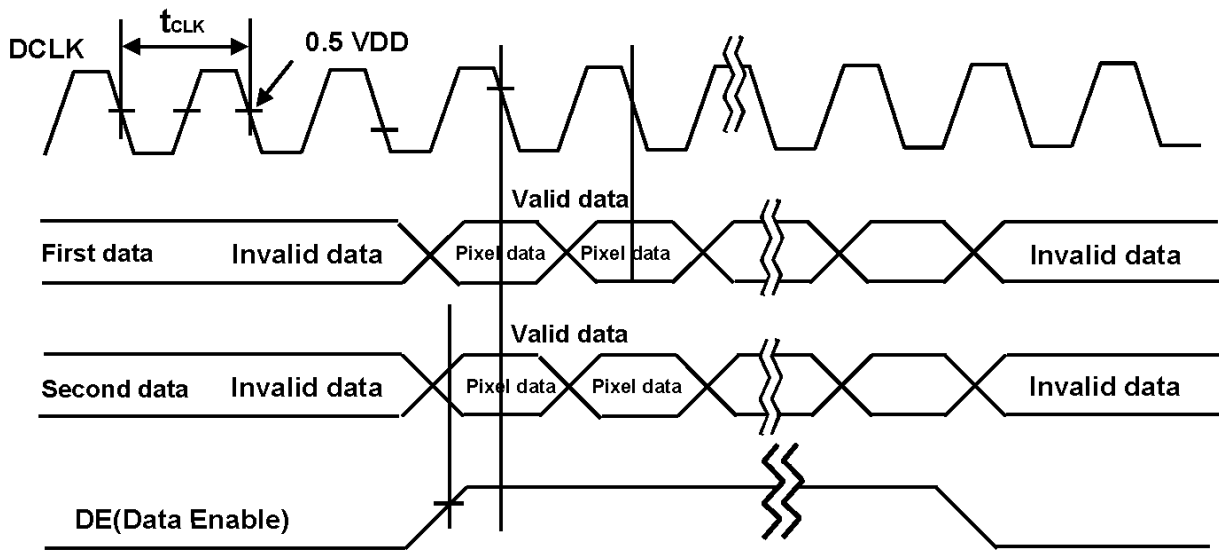 tCLK
DCLK
0.5 VDD
Valid data
First data
Invalid data
Pixel data
Pixel data
Invalid data
Valid data
Second data
Invalid data
Pixel data
Pixel data
Invalid data
DE(Data Enable)